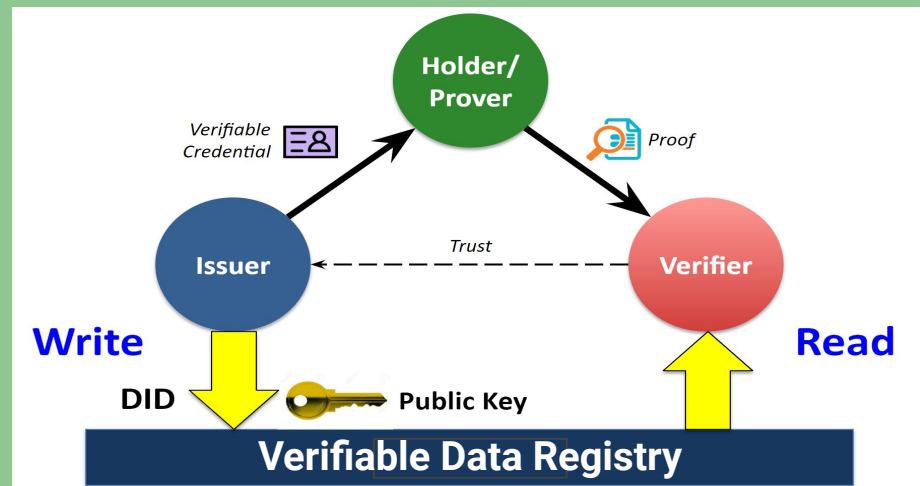 Holder/
Prover
Verifiable
Credential
Proof
Issuer
Trust
Verifier
Write
Read
DID
Public Key
Verifiable Data Registry